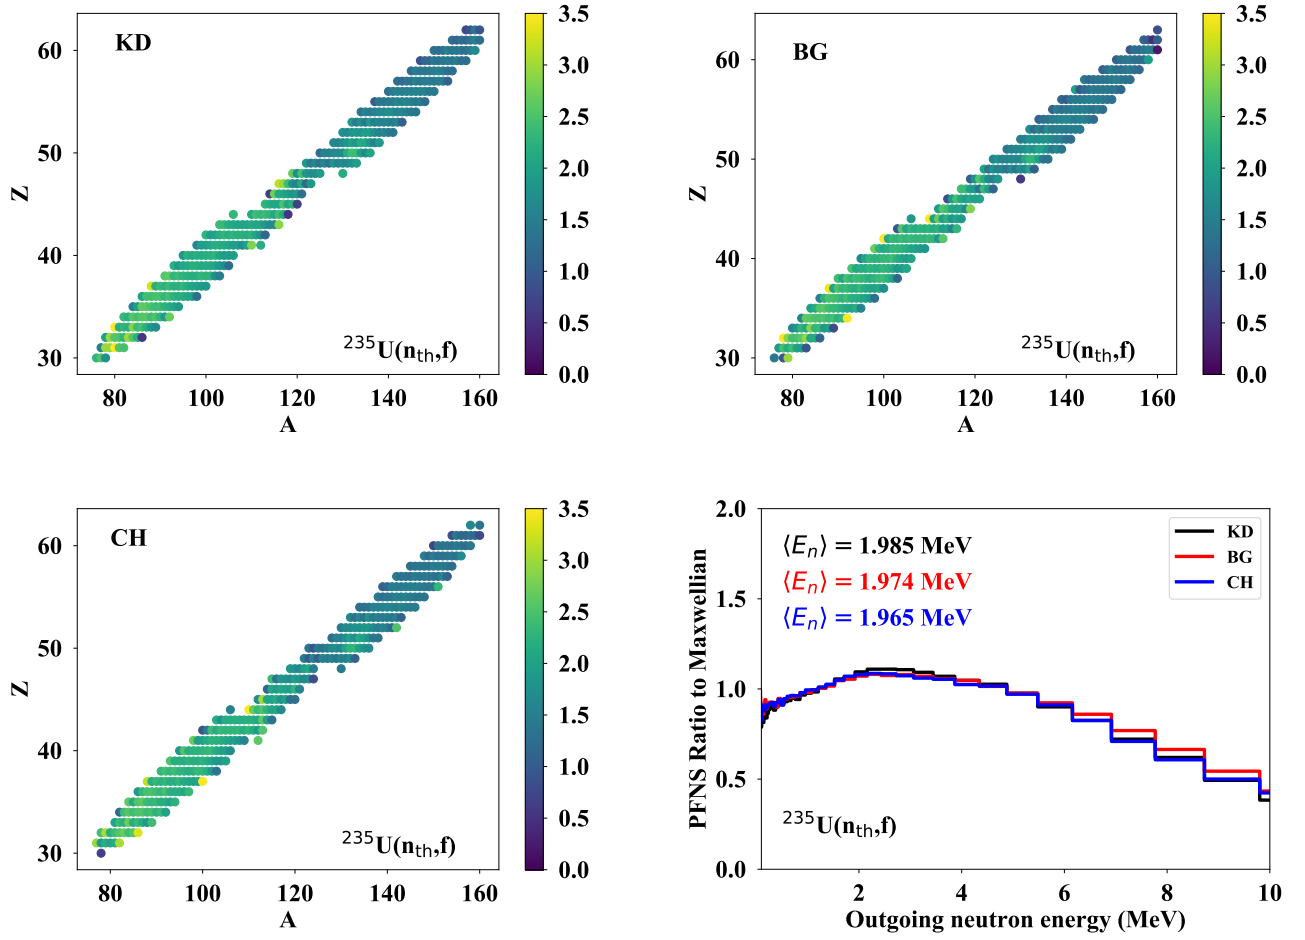 KD
Z
60
50
40
30
80 100 120 140 160
A
²³⁵U(nₜₕ,f)
3.5
3.0
2.5
2.0
1.5
1.0
0.5
0.0
BG
Z
60
50
40
30
80 100 120 140 160
A
²³⁵U(nₜₕ,f)
3.5
3.0
2.5
2.0
1.5
1.0
0.5
0.0
CH
Z
60
50
40
30
80 100 120 140 160
A
²³⁵U(nₜₕ,f)
3.5
3.0
2.5
2.0
1.5
1.0
0.5
0.0
PFNS Ratio to Maxwellian
2.0
1.5
1.0
0.5
0.0
⟨Eₙ⟩ = 1.985 MeV
⟨Eₙ⟩ = 1.974 MeV
⟨Eₙ⟩ = 1.965 MeV
KD
BG
CH
²³⁵U(nₜₕ,f)
2 4 6 8 10
Outgoing neutron energy (MeV)